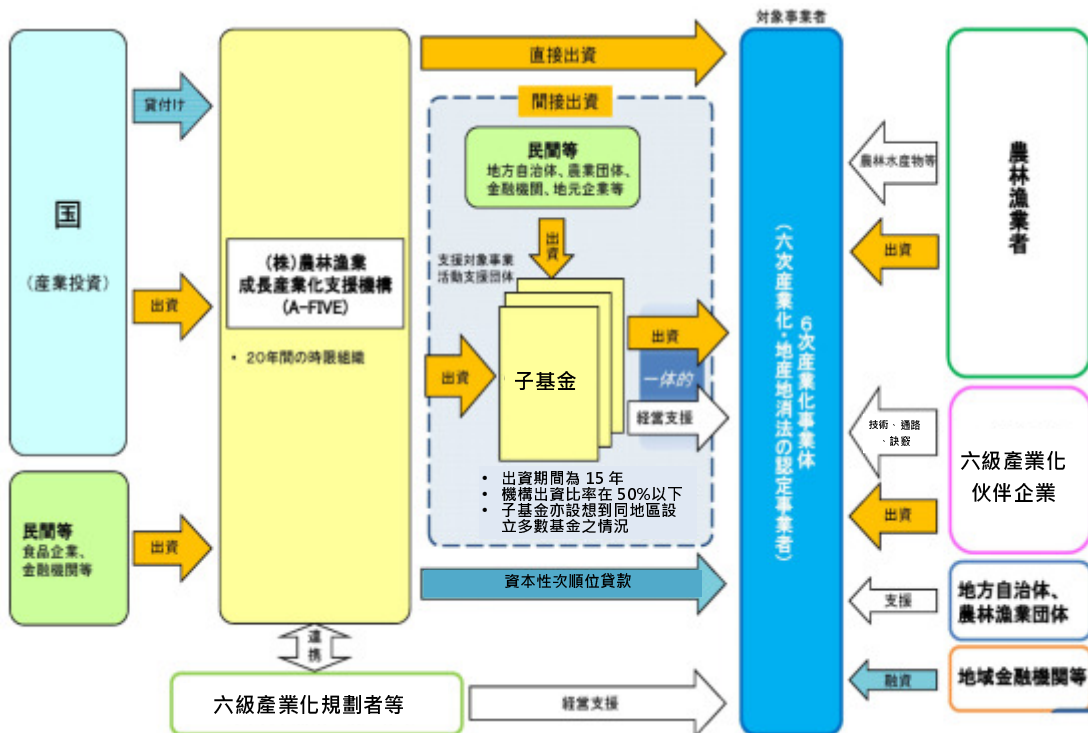 対象事業者
国
(産業投資)
貸付け
出資
民間等
食品企業、
金融機関等
出資
(株)農林漁業
成長産業化支援機構
(A-FIVE)
• 20年間の時限組織
直接出資
間接出資
民間等
地方自治体、農業団体、
金融機関、地元企業等
出資
支援対象事業
活動支援団体
出資
子基金
出資
一体的
経営支援
• 出資期間為 15 年
• 機構出資比率在 50%以下
• 子基金亦設想到同地區設
立多數基金之情況
資本性次順位貸款
連携
六級產業化規劃者等
経営支援
6次産業化事業体
(六次産業化・地産地消法の認定事業者)
農林水産物等
出資
農林漁業者
技術、通路
、訣竅
出資
六級產業化
伙伴企業
支援
地方自治体、
農林漁業団体
融資
地域金融機関等